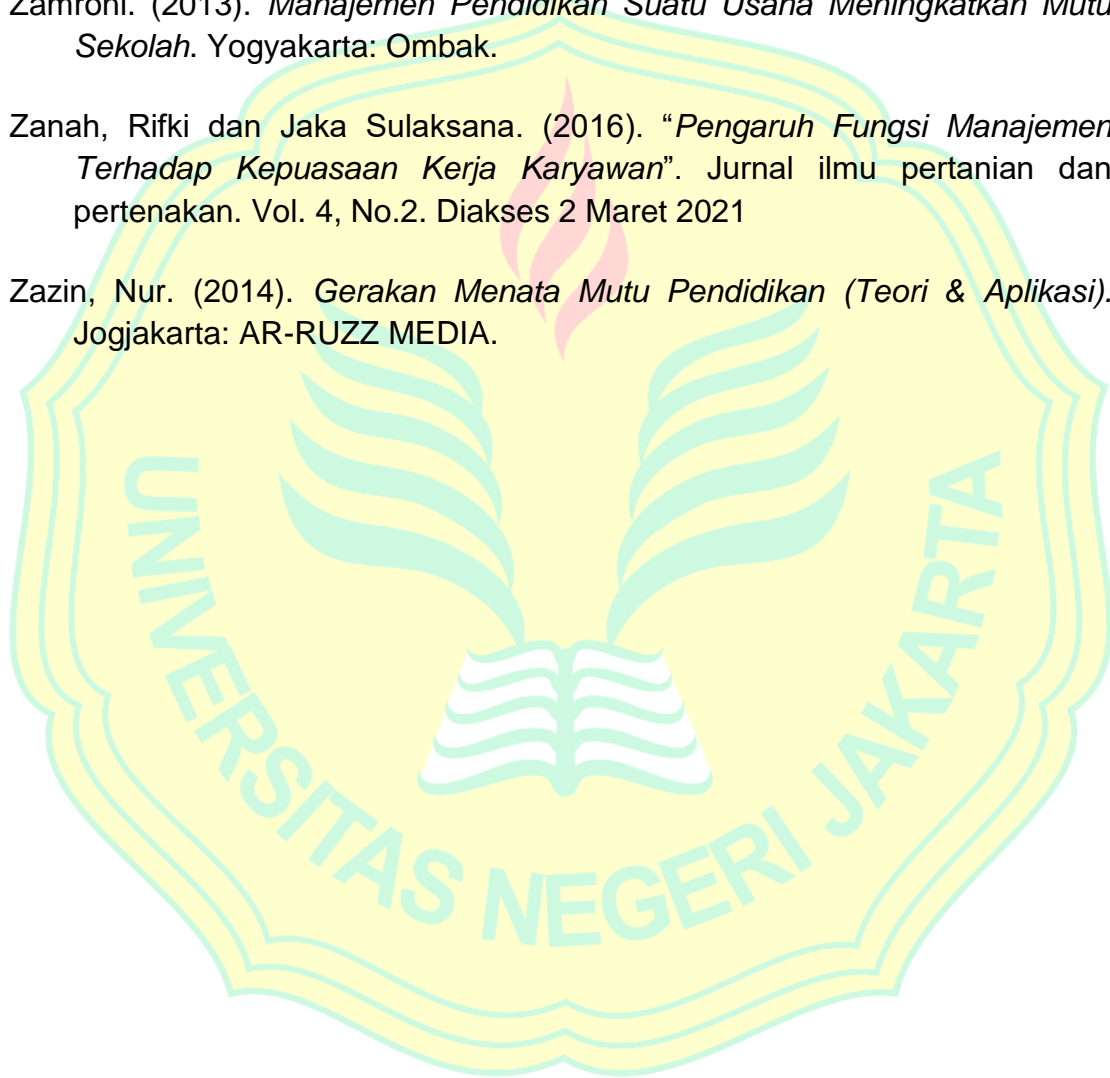 Zamroni. (2013). Manajemen Pendidikan Suatu Usaha Meningkatkan Mutu
Sekolah. Yogyakarta: Ombak.
Zanah, Rifki dan Jaka Sulaksana. (2016). “Pengaruh Fungsi Manajemen
Terhadap Kepuasaan Kerja Karyawan”. Jurnal ilmu pertanian dan
pertenakan. Vol. 4, No.2. Diakses 2 Maret 2021
Zazin, Nur. (2014). Gerakan Menata Mutu Pendidikan (Teori & Aplikasi).
Jogjakarta: AR-RUZZ MEDIA.
UNIVERSITAS NEGERI JAKARTA